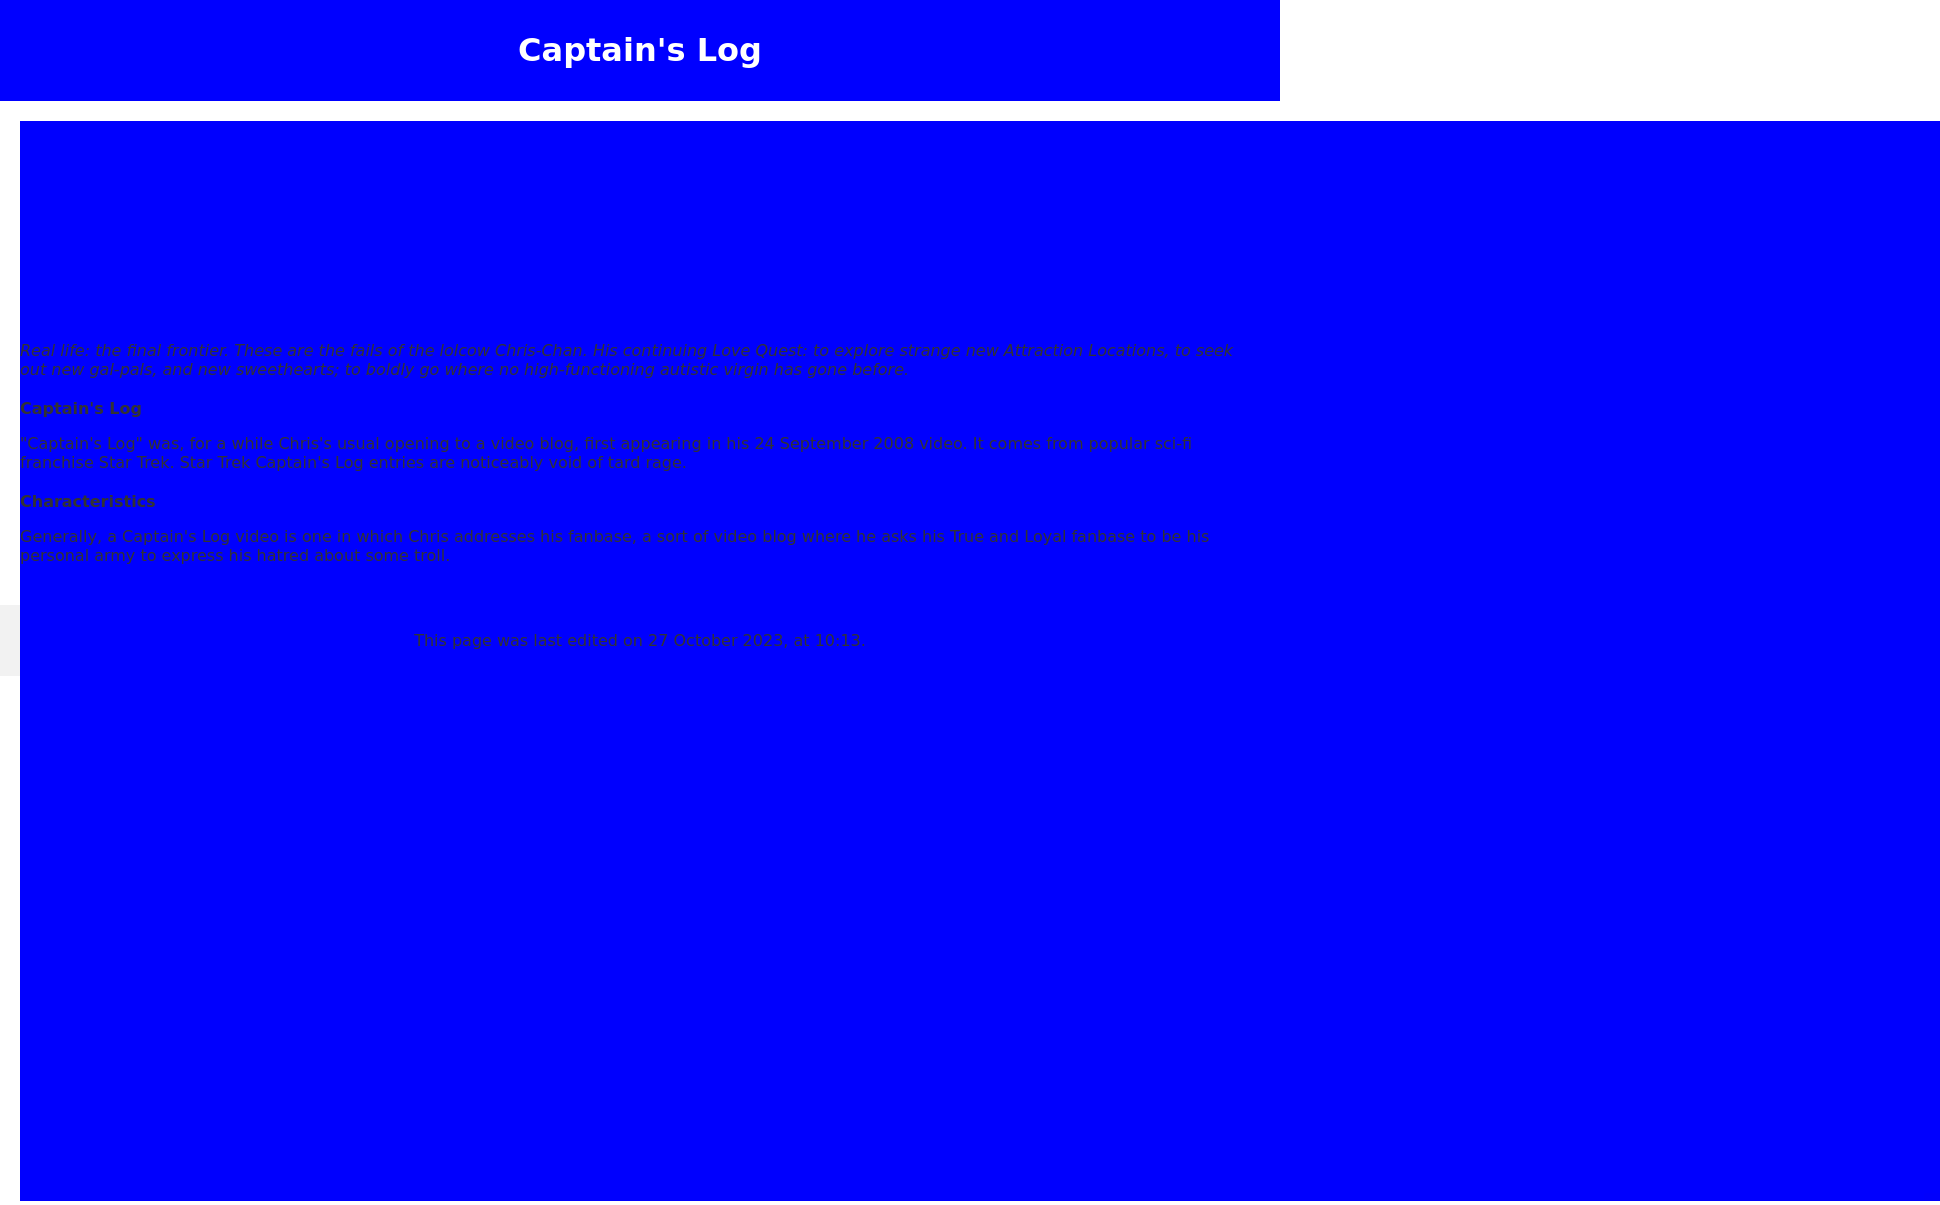 Captain's Log
Real life: the final frontier. These are the fails of the lolcow Chris-Chan. His continuing Love Quest: to explore strange new Attraction Locations, to seek
out new gal-pals, and new sweethearts; to boldly go where no high-functioning autistic virgin has gone before.
Captain's Log
"Captain's Log" was, for a while Chris's usual opening to a video blog, first appearing in his 24 September 2008 video. It comes from popular sci-fi
franchise Star Trek. Star Trek Captain's Log entries are noticeably void of tard rage.
Characteristics
Generally, a Captain's Log video is one in which Chris addresses his fanbase, a sort of video blog where he asks his True and Loyal fanbase to be his
personal army to express his hatred about some troll.
This page was last edited on 27 October 2023, at 10:13.